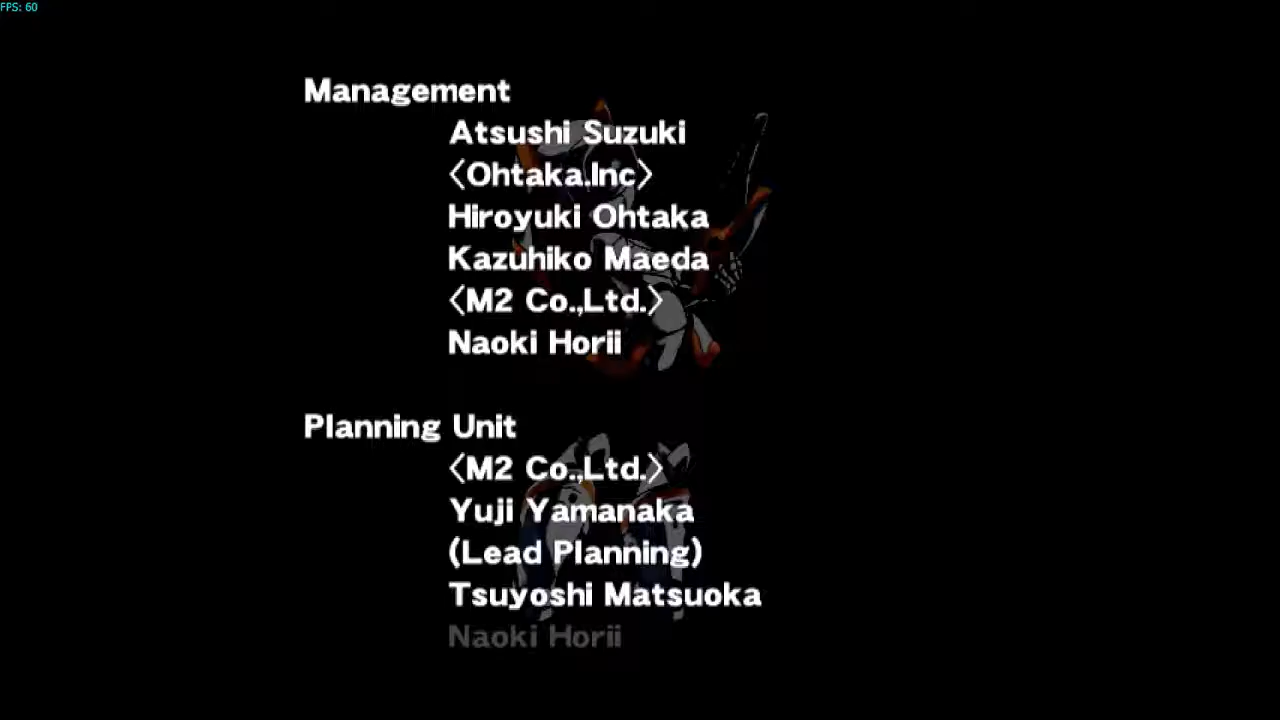 FPS: 60
Management
Atsushi Suzuki
〈Ohtaka.Inc〉
Hiroyuki Ohtaka
Kazuhiko Maeda
〈M2 Co.,Ltd.〉
Naoki Horii
Planning Unit
〈M2 Co.,Ltd.〉
Yuji Yamanaka
(Lead Planning)
Tsuyoshi Matsuoka
Naoki Horii